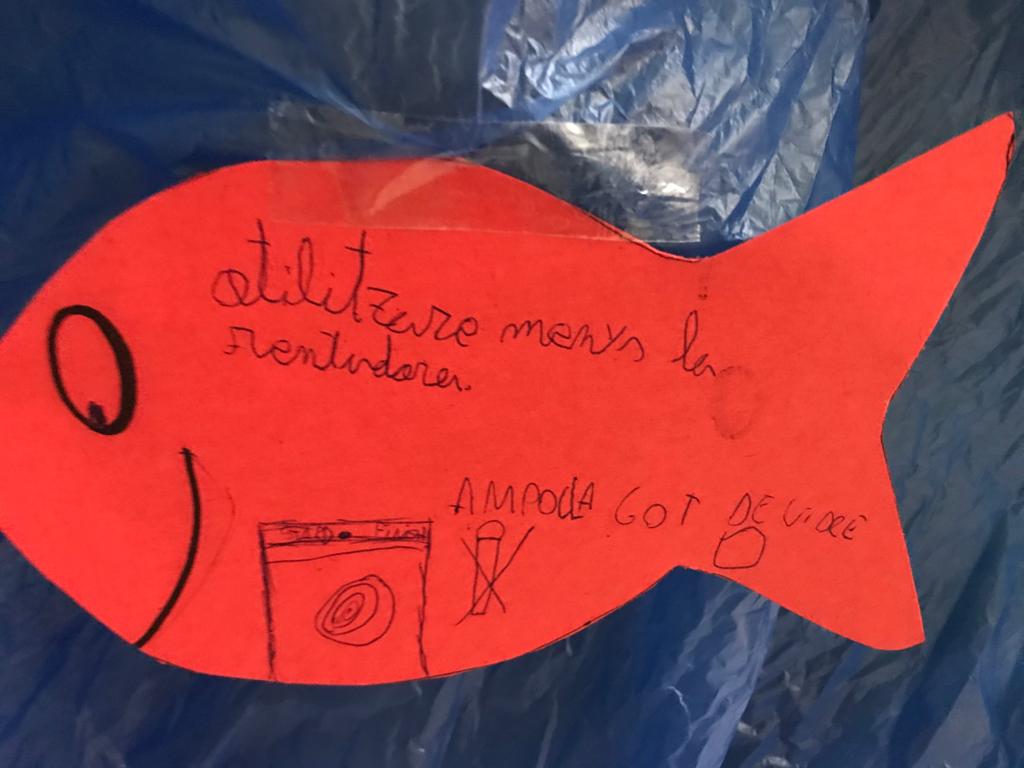 utilitzare menys la
rentadora.
AMPOLLA GOT DE VIDRE